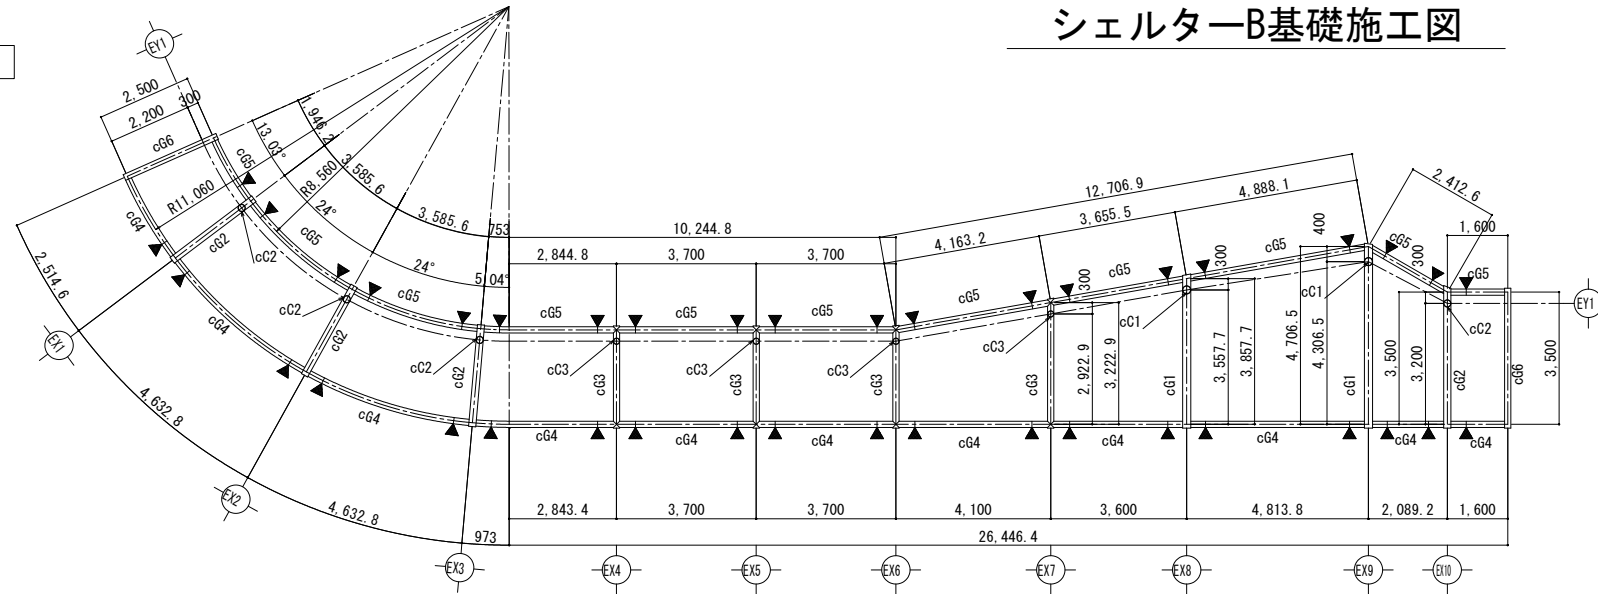 シェルターB基礎施工図
EY1
2,500
2,200
300
cG6
cG5
1,946.2
13.03°
3,585.6
R8,560
R11,060
24°
cG4
cG2
cC2
cG5
3,585.6
753
24°
5.04°
2,514.6
EX1
cG4
cC2
cG5
cG2
4,632.8
EX2
cG4
cC2
cG2
4,632.8
973
EX3
10,244.8
2,844.8
3,700
3,700
12,706.9
4,163.2
3,655.5
4,888.1
400
2,412.6
1,600
cG5
cG5
cG5
cG5
cG5
300
300
cG5
cG5
300
cG5
EY1
cC3
cC3
cC3
cC3
cC1
cC1
cC2
cG3
cG3
cG3
cG3
2,922.9
3,222.9
cG1
3,557.7
3,857.7
4,706.5
4,306.5
cG1
3,500
3,200
cG2
cG6
3,500
cG4
cG4
cG4
cG4
cG4
cG4
cG4
cG4
2,843.4
3,700
3,700
4,100
3,600
4,813.8
2,089.2
1,600
26,446.4
EX4
EX5
EX6
EX7
EX8
EX9
EX10